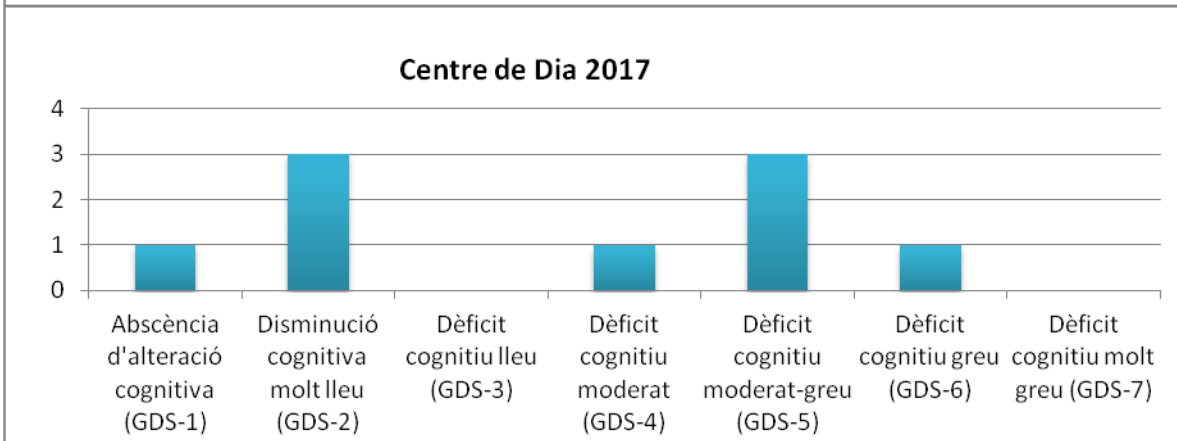 Centre de Dia 2017
4
3
2
1
0
Abscència
d'alteració
cognitiva
(GDS-1)
Disminució
cognitiva
molt lleu
(GDS-2)
Dèficit
cognitiu lleu
(GDS-3)
Dèficit
cognitiu
moderat
(GDS-4)
Dèficit
cognitiu
moderat-greu
(GDS-5)
Dèficit
cognitiu greu
(GDS-6)
Dèficit
cognitiu molt
greu (GDS-7)